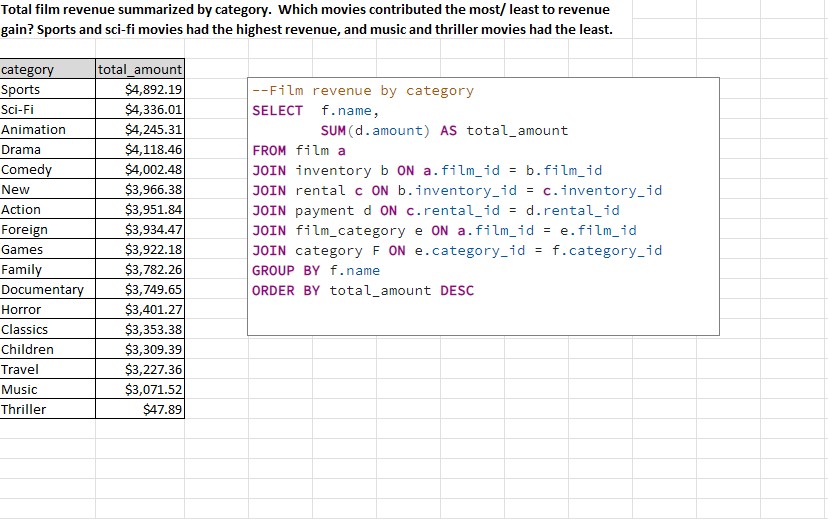 Total film revenue summarized by category.  Which movies contributed the most/ least to revenue
gain? Sports and sci-fi movies had the highest revenue, and music and thriller movies had the least.
category total_amount
Sports $4,892.19
Sci-Fi $4,336.01
Animation $4,245.31
Drama $4,118.46
Comedy $4,002.48
New $3,966.38
Action $3,951.84
Foreign $3,934.47
Games $3,922.18
Family $3,782.26
Documentary $3,749.65
Horror $3,401.27
Classics $3,353.38
Children $3,309.39
Travel $3,227.36
Music $3,071.52
Thriller $47.89
--Film revenue by category
SELECT  f.name,
SUM(d.amount) AS total_amount
FROM film a
JOIN inventory b ON a.film_id = b.film_id
JOIN rental c ON b.inventory_id = c.inventory_id
JOIN payment d ON c.rental_id = d.rental_id
JOIN film_category e ON a.film_id = e.film_id
JOIN category F ON e.category_id = f.category_id
GROUP BY f.name
ORDER BY total_amount DESC